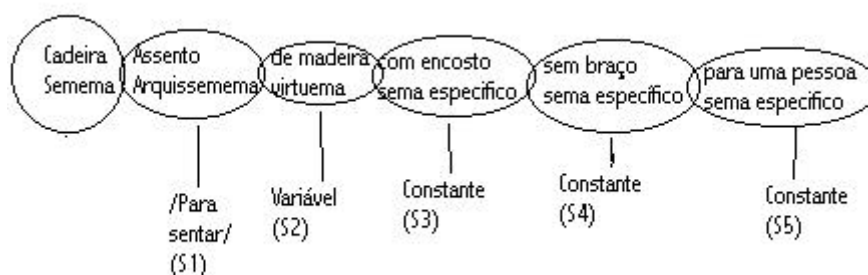 Cadeira
Semema
Assento
Arquissemema
de madeira
virtuema
com encosto
sema específico
sem braço
sema específico
para uma pessoa
sema específico
/Para
sentar/
(S1)
Variável
(S2)
Constante
(S3)
Constante
(S4)
Constante
(S5)